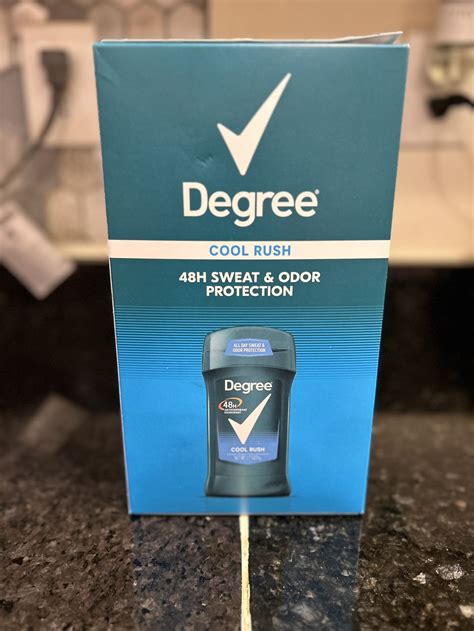 Degree®
COOL RUSH
48H SWEAT & ODOR
PROTECTION
ALL DAY SWEAT &
ODOR PROTECTION
Degree
48H
COOL RUSH